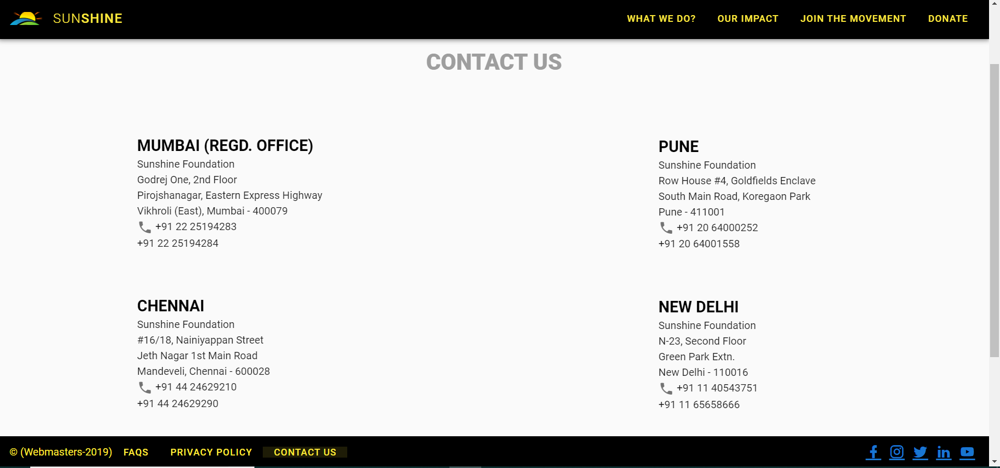 SUNSHINE
WHAT WE DO?
OUR IMPACT
JOIN THE MOVEMENT
DONATE
CONTACT US
MUMBAI (REGD. OFFICE)
Sunshine Foundation
Godrej One, 2nd Floor
Pirojshanagar, Eastern Express Highway
Vikhroli (East), Mumbai - 400079
+91 22 25194283
+91 22 25194284
PUNE
Sunshine Foundation
Row House #4, Goldfields Enclave
South Main Road, Koregaon Park
Pune - 411001
+91 20 64000252
+91 20 64001558
CHENNAI
Sunshine Foundation
#16/18, Nainiyappan Street
Jeth Nagar 1st Main Road
Mandeveli, Chennai - 600028
+91 44 24629210
+91 44 24629290
NEW DELHI
Sunshine Foundation
N-23, Second Floor
Green Park Extn.
New Delhi - 110016
+91 11 40543751
+91 11 65658666
© (Webmasters-2019)
FAQS
PRIVACY POLICY
CONTACT US